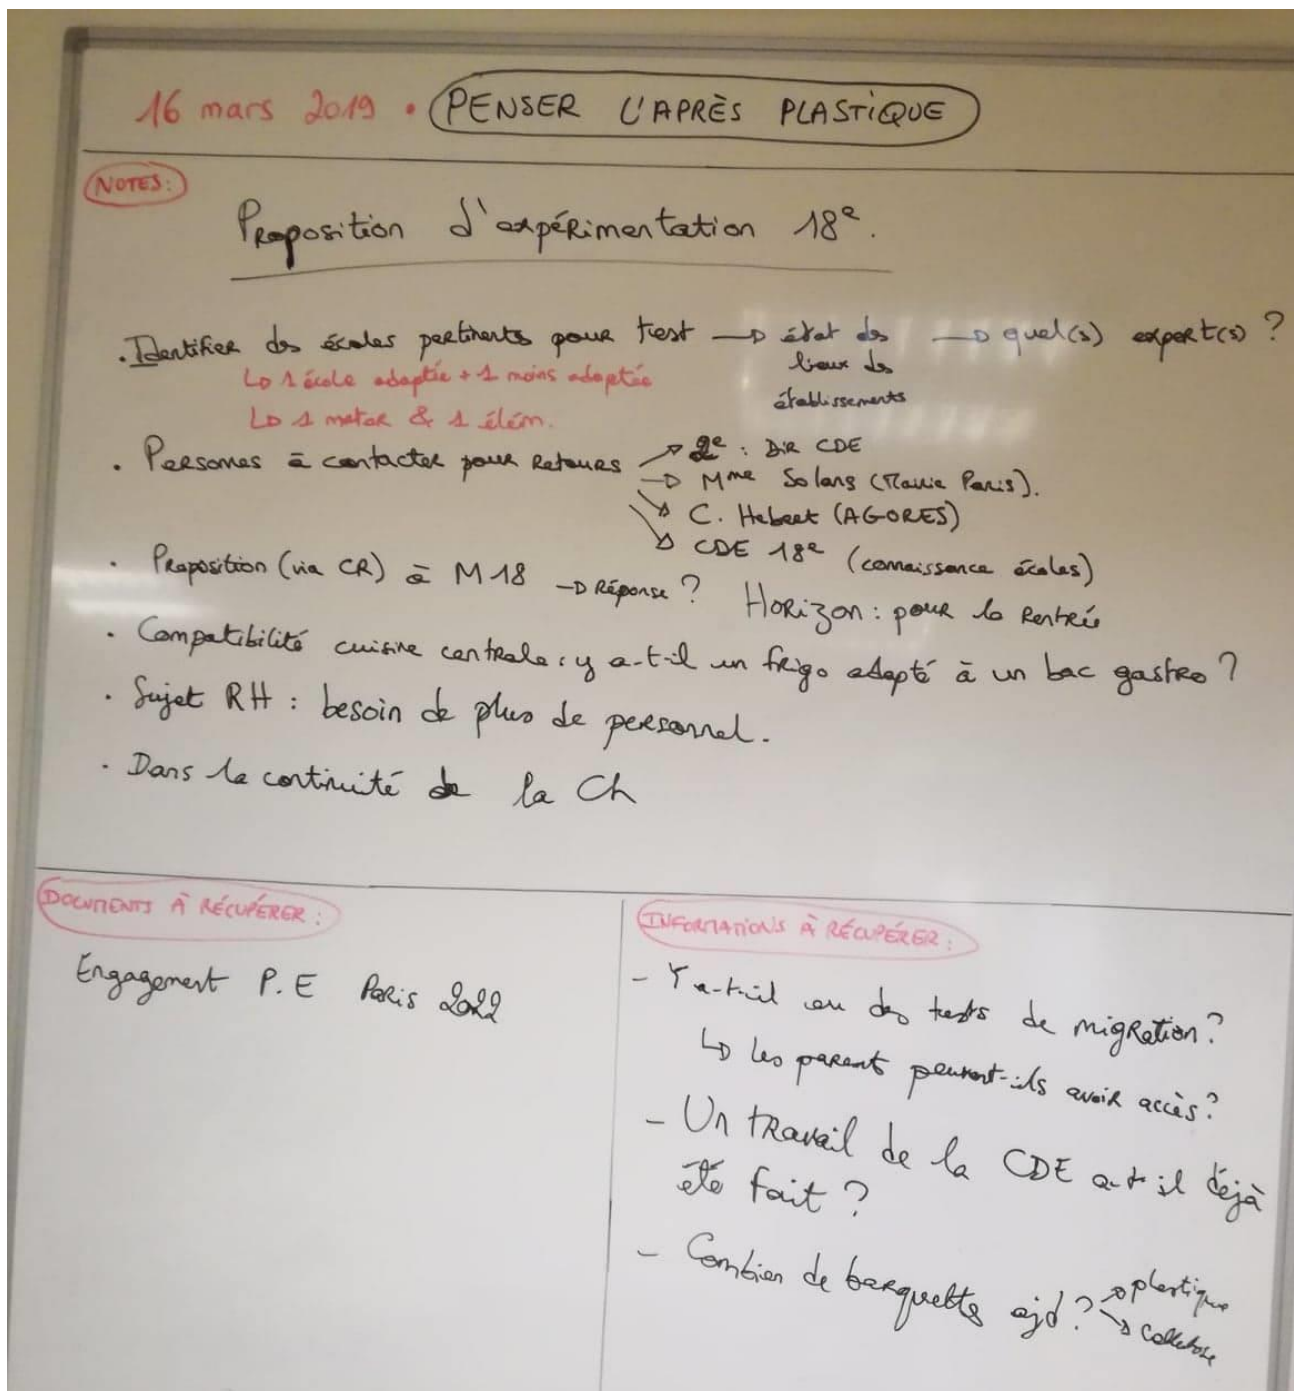 16 mars 2019 • PENSER L'APRÈS PLASTIQUE
NOTES:
Proposition d'expérimentation 18e.
. Identifier des écoles pertinents pour test → état des → quel(s) expert(s) ?
lieux des
établissements
↳ 1 école adaptée + 1 moins adaptée
↳ 1 mater & 1 élém.
. Personnes à contacter pour Retours ↗ 2e : Dir CDE
→ Mme Solans (Mairie Paris).
↘ C. Hebert (AGORES)
↘ CDE 18e (connaissance écoles)
. Proposition (via CR) à M18 → Réponse ? Horizon : pour la Rentrée
. Compatibilité cuisine centrale : y a-t-il un frigo adapté à un bac gastro ?
. Sujet RH : besoin de plus de personnel.
. Dans la continuité de la Ch
DOCUMENTS À RÉCUPÉRER :
Engagement P.E Paris 2022
INFORMATIONS À RÉCUPÉRER :
- Y a-t-il eu des tests de migration ?
↳ les parents peuvent-ils avoir accès ?
- Un travail de la CDE a-t-il déjà
été fait ?
- Combien de barquettes ajd ? → plastique
→ cellulose